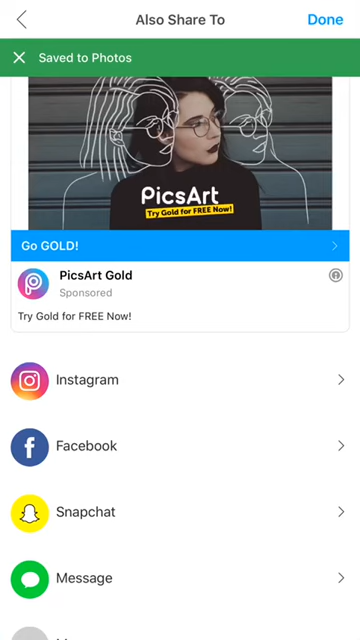 Also Share To
Done
Saved to Photos
PicsArt
Try Gold for FREE Now!
Go GOLD!
PicsArt Gold
Sponsored
Try Gold for FREE Now!
Instagram
Facebook
Snapchat
Message